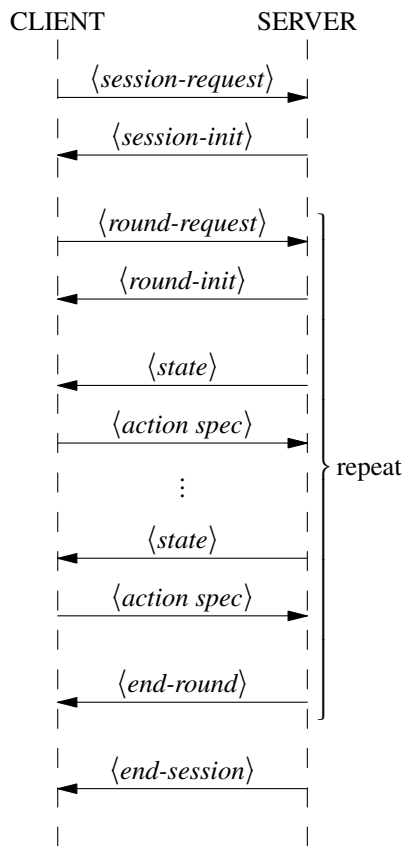 CLIENT SERVER
⟨session-request⟩
⟨session-init⟩
⟨round-request⟩
⟨round-init⟩
⟨state⟩
⟨action spec⟩
repeat
⋮
⟨state⟩
⟨action spec⟩
⟨end-round⟩
⟨end-session⟩